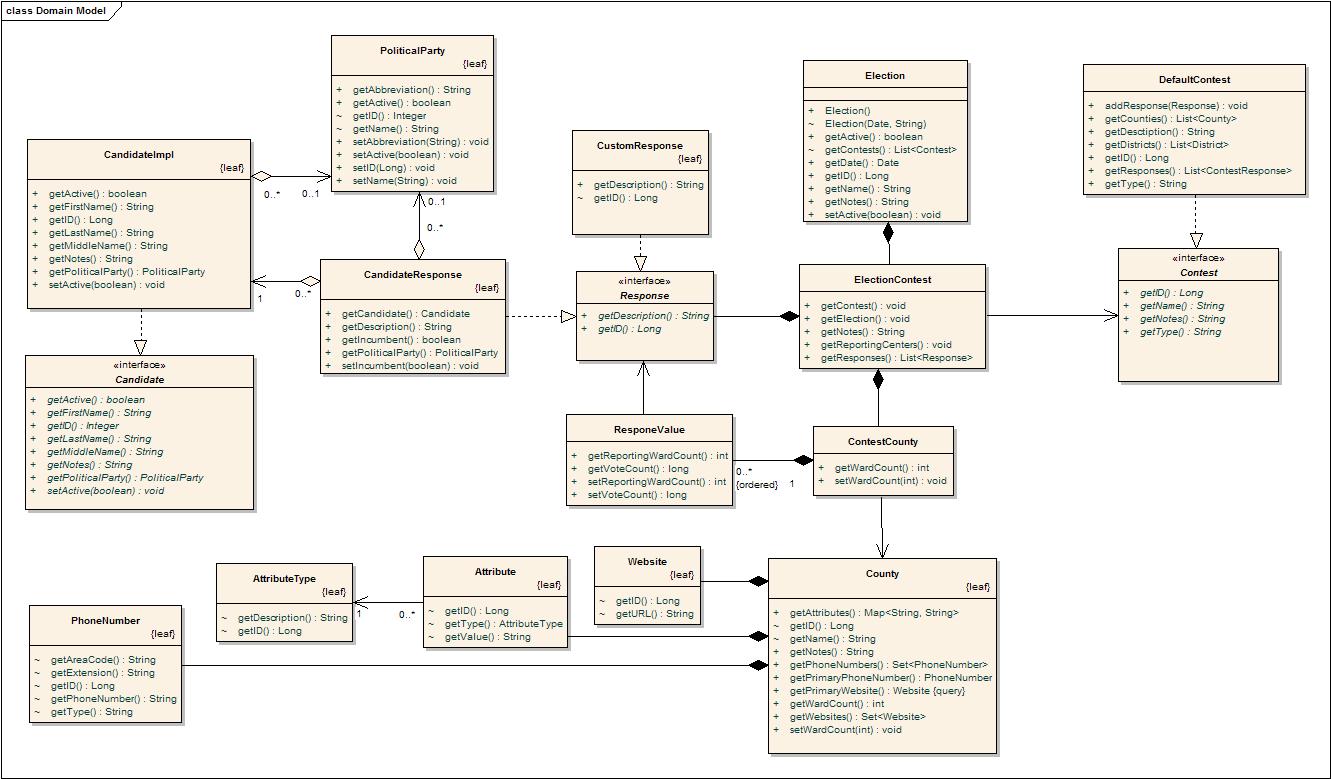 class Domain Model
PoliticalParty
{leaf}
+ getAbbreviation() : String
+ getActive() : boolean
~ getID() : Integer
~ getName() : String
+ setAbbreviation(String) : void
+ setActive(boolean) : void
+ setID(Long) : void
+ setName(String) : void
Election
+ Election()
~ Election(Date, String)
+ getActive() : boolean
~ getContests() : List<Contest>
+ getDate() : Date
+ getID() : Long
+ getName() : String
+ getNotes() : String
+ setActive(boolean) : void
DefaultContest
+ addResponse(Response) : void
+ getCounties() : List<County>
+ getDesctiption() : String
+ getDistricts() : List<District>
+ getID() : Long
+ getResponses() : List<ContestResponse>
+ getType() : String
CandidateImpl
{leaf}
+ getActive() : boolean
+ getFirstName() : String
+ getID() : Long
+ getLastName() : String
+ getMiddleName() : String
+ getNotes() : String
+ getPoliticalParty() : PoliticalParty
+ setActive(boolean) : void
0..*
0..1
0..1
0..*
1
0..*
CustomResponse
{leaf}
+ getDescription() : String
~ getID() : Long
CandidateResponse
{leaf}
+ getCandidate() : Candidate
+ getDescription() : String
+ getIncumbent() : boolean
+ getPoliticalParty() : PoliticalParty
+ setIncumbent(boolean) : void
«interface»
Response
+ getDescription() : String
+ getID() : Long
ElectionContest
+ getContest() : void
+ getElection() : void
+ getNotes() : String
+ getReportingCenters() : void
+ getResponses() : List<Response>
«interface»
Contest
+ getID() : Long
+ getName() : String
+ getNotes() : String
+ getType() : String
«interface»
Candidate
+ getActive() : boolean
+ getFirstName() : String
+ getID() : Integer
+ getLastName() : String
+ getMiddleName() : String
+ getNotes() : String
+ getPoliticalParty() : PoliticalParty
+ setActive(boolean) : void
ResponeValue
+ getReportingWardCount() : int
+ getVoteCount() : long
+ setReportingWardCount() : int
+ setVoteCount() : long
0..*
{ordered}
1
ContestCounty
+ getWardCount() : int
+ setWardCount(int) : void
AttributeType
{leaf}
~ getDescription() : String
~ getID() : Long
1
0..*
Attribute
{leaf}
~ getID() : Long
~ getType() : AttributeType
~ getValue() : String
Website
{leaf}
~ getID() : Long
~ getURL() : String
County
{leaf}
+ getAttributes() : Map<String, String>
~ getID() : Long
~ getName() : String
+ getNotes() : String
+ getPhoneNumbers() : Set<PhoneNumber>
+ getPrimaryPhoneNumber() : PhoneNumber
+ getPrimaryWebsite() : Website {query}
+ getWardCount() : int
+ getWebsites() : Set<Website>
+ setWardCount(int) : void
PhoneNumber
{leaf}
~ getAreaCode() : String
~ getExtension() : String
~ getID() : Long
~ getPhoneNumber() : String
~ getType() : String